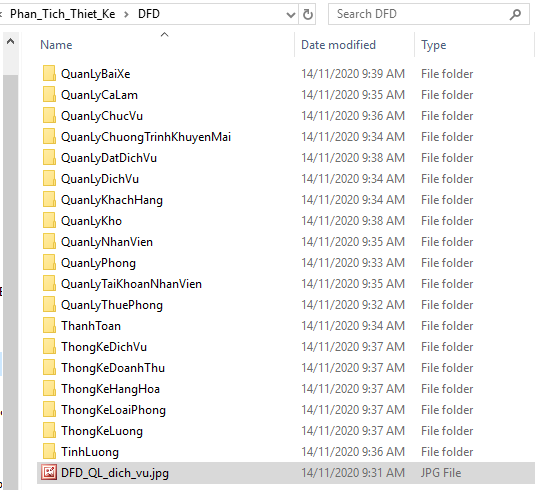 Phan_Tich_Thiet_Ke > DFD Search DFD
Name Date modified Type
QuanLyBaiXe 14/11/2020 9:39 AM File folder
QuanLyCaLam 14/11/2020 9:35 AM File folder
QuanLyChucVu 14/11/2020 9:36 AM File folder
QuanLyChuongTrinhKhuyenMai 14/11/2020 9:34 AM File folder
QuanLyDatDichVu 14/11/2020 9:38 AM File folder
QuanLyDichVu 14/11/2020 9:34 AM File folder
QuanLyKhachHang 14/11/2020 9:34 AM File folder
QuanLyKho 14/11/2020 9:38 AM File folder
QuanLyNhanVien 14/11/2020 9:35 AM File folder
QuanLyPhong 14/11/2020 9:33 AM File folder
QuanLyTaiKhoanNhanVien 14/11/2020 9:35 AM File folder
QuanLyThuePhong 14/11/2020 9:32 AM File folder
ThanhToan 14/11/2020 9:34 AM File folder
ThongKeDichVu 14/11/2020 9:37 AM File folder
ThongKeDoanhThu 14/11/2020 9:37 AM File folder
ThongKeHangHoa 14/11/2020 9:37 AM File folder
ThongKeLoaiPhong 14/11/2020 9:37 AM File folder
ThongKeLuong 14/11/2020 9:37 AM File folder
TinhLuong 14/11/2020 9:36 AM File folder
DFD_QL_dich_vu.jpg 14/11/2020 9:31 AM JPG File